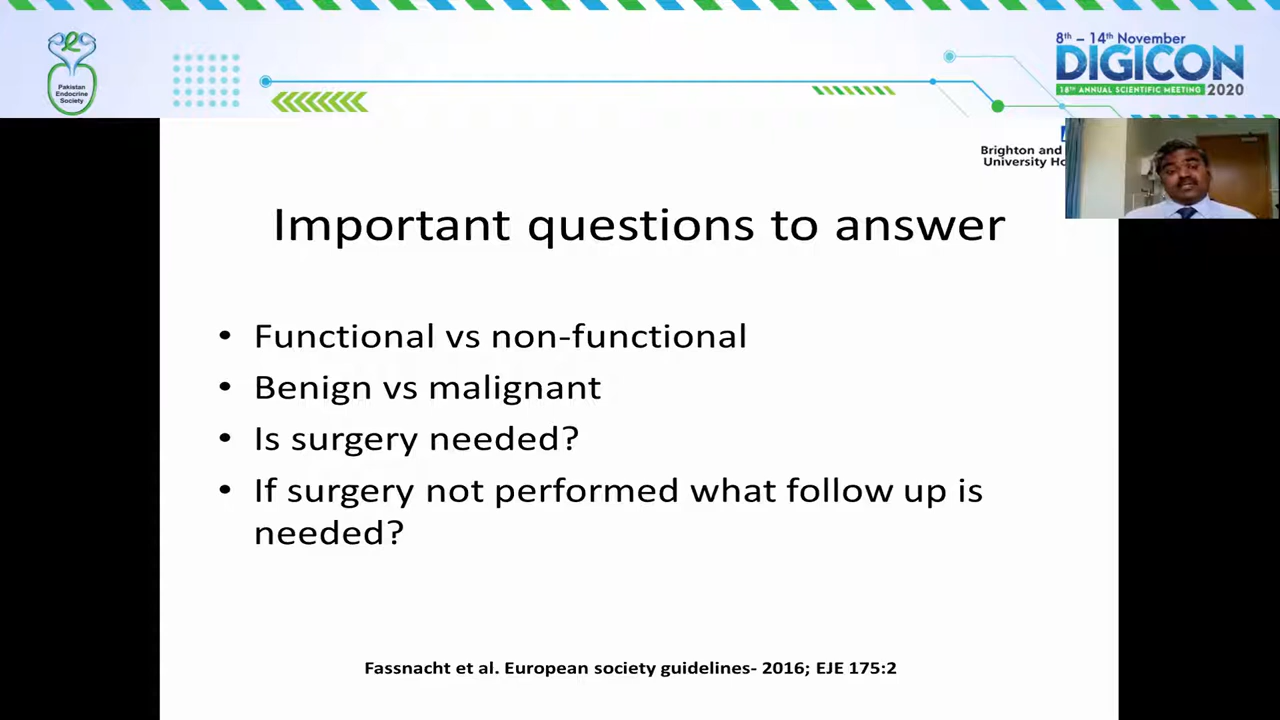 Pakistan
Endocrine
Society
8th – 14th November
DIGICON
18TH ANNUAL SCIENTIFIC MEETING 2020
Brighton and
University
Important questions to answer
• Functional vs non-functional
• Benign vs malignant
• Is surgery needed?
• If surgery not performed what follow up is
needed?
Fassnacht et al. European society guidelines- 2016; EJE 175:2